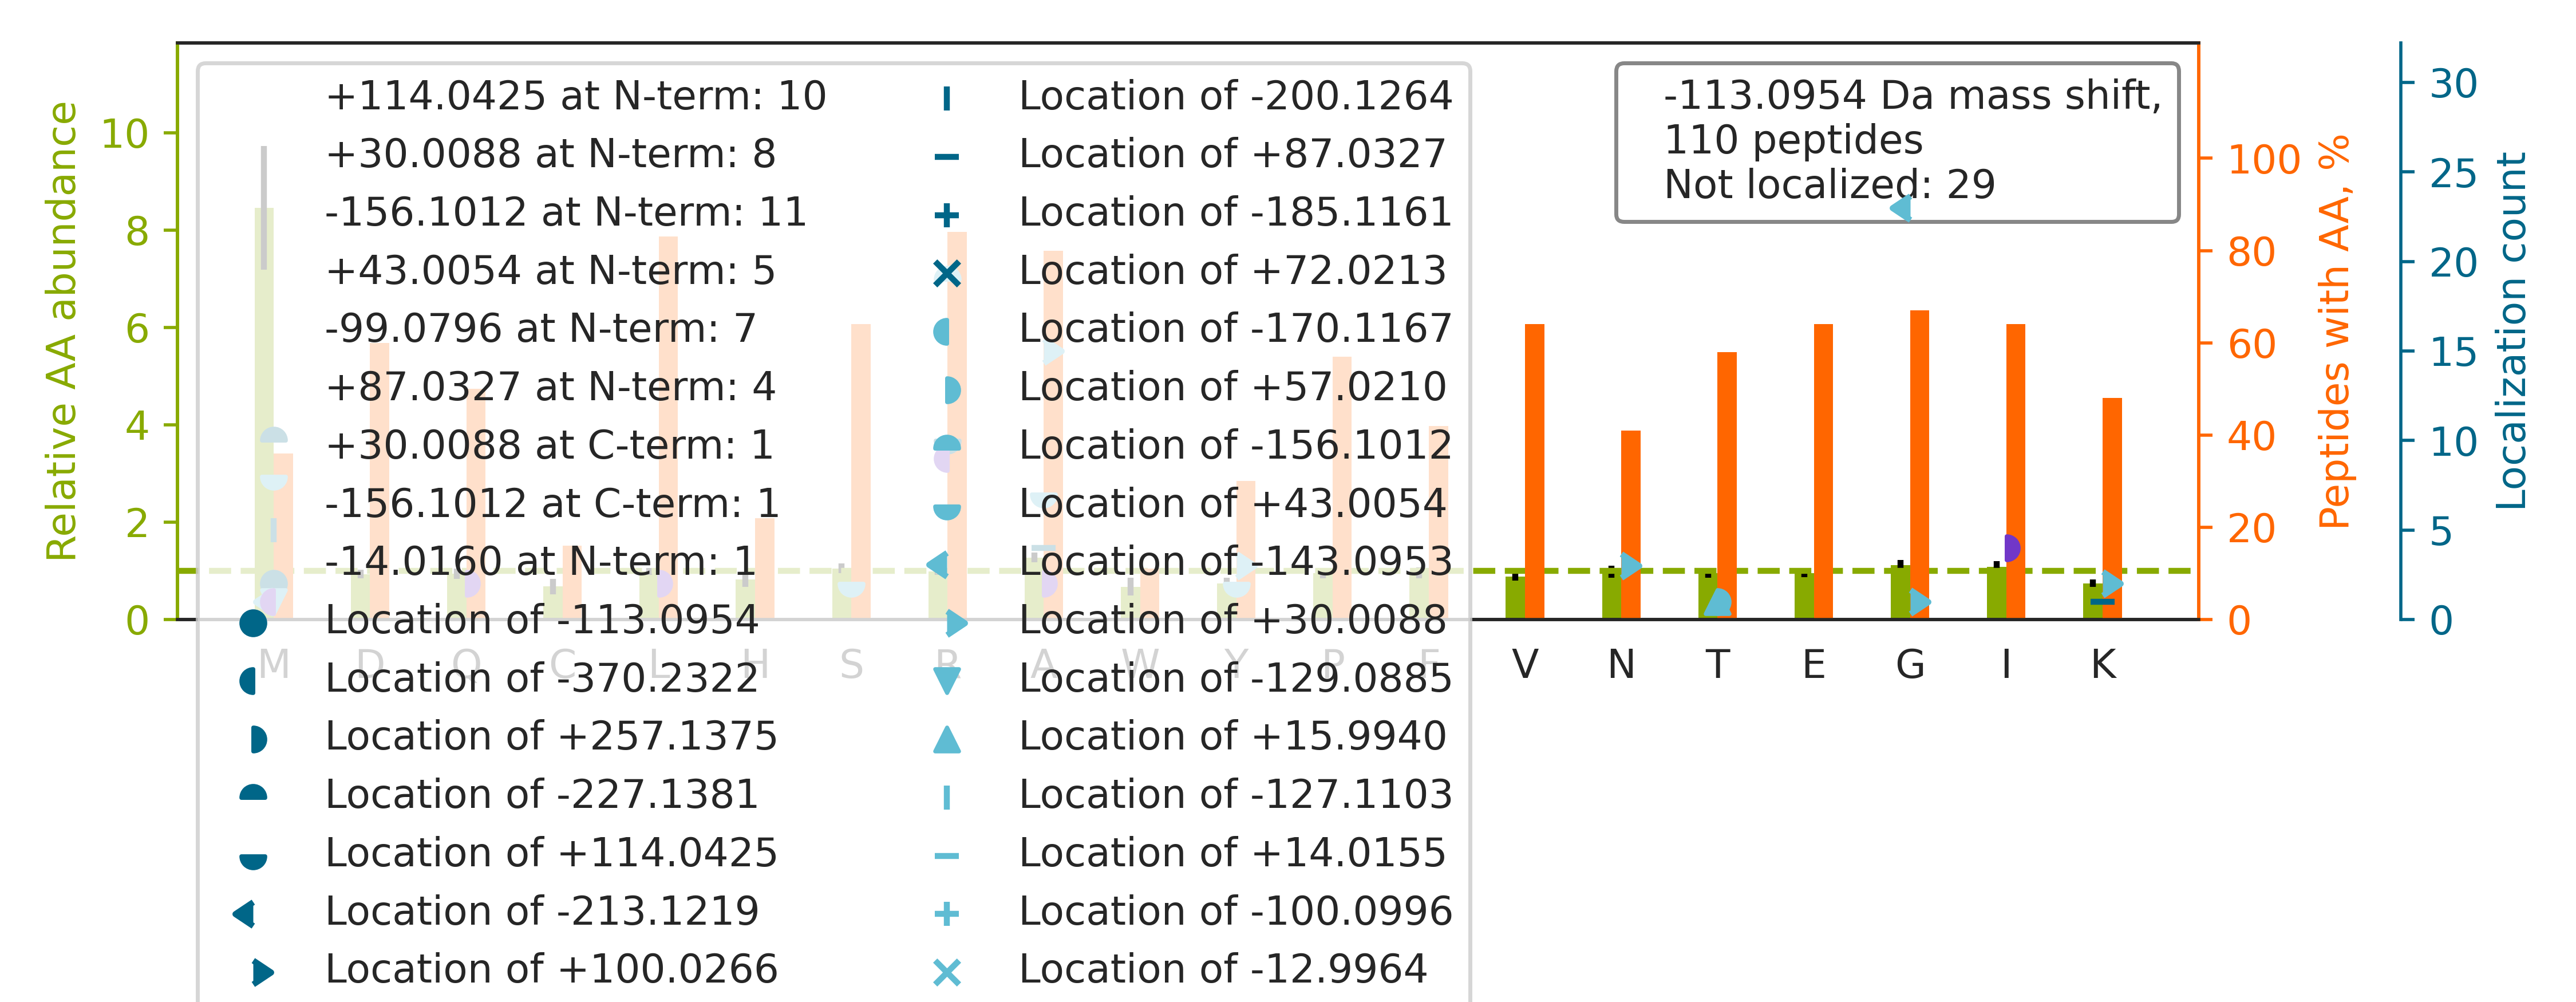 Relative AA abundance
10
8
6
4
2
0
+114.0425 at N-term: 10
+30.0088 at N-term: 8
-156.1012 at N-term: 11
+43.0054 at N-term: 5
-99.0796 at N-term: 7
+87.0327 at N-term: 4
+30.0088 at C-term: 1
-156.1012 at C-term: 1
-14.0160 at N-term: 1
Location of -113.0954
Location of -370.2322
Location of +257.1375
Location of -227.1381
Location of +114.0425
Location of -213.1219
Location of +100.0266
Location of -200.1264
Location of +87.0327
Location of -185.1161
Location of +72.0213
Location of -170.1167
Location of +57.0210
Location of -156.1012
Location of +43.0054
Location of -143.0953
Location of +30.0088
Location of -129.0885
Location of +15.9940
Location of -127.1103
Location of +14.0155
Location of -100.0996
Location of -12.9964
-113.0954 Da mass shift,
110 peptides
Not localized: 29
M D Q C L H S R A W Y P F V N T E G I K
100
80
60
40
20
0
Peptides with AA, %
30
25
20
15
10
5
0
Localization count